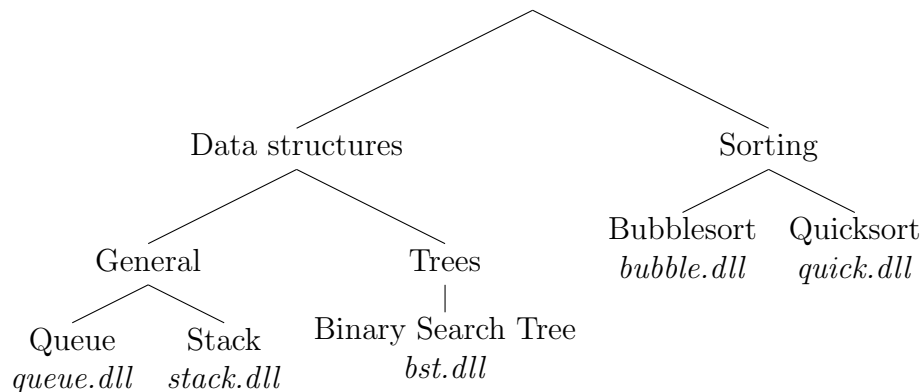 Data structures
Sorting
Bubblesort
bubble.dll
Quicksort
quick.dll
General
Trees
Queue
queue.dll
Stack
stack.dll
Binary Search Tree
bst.dll